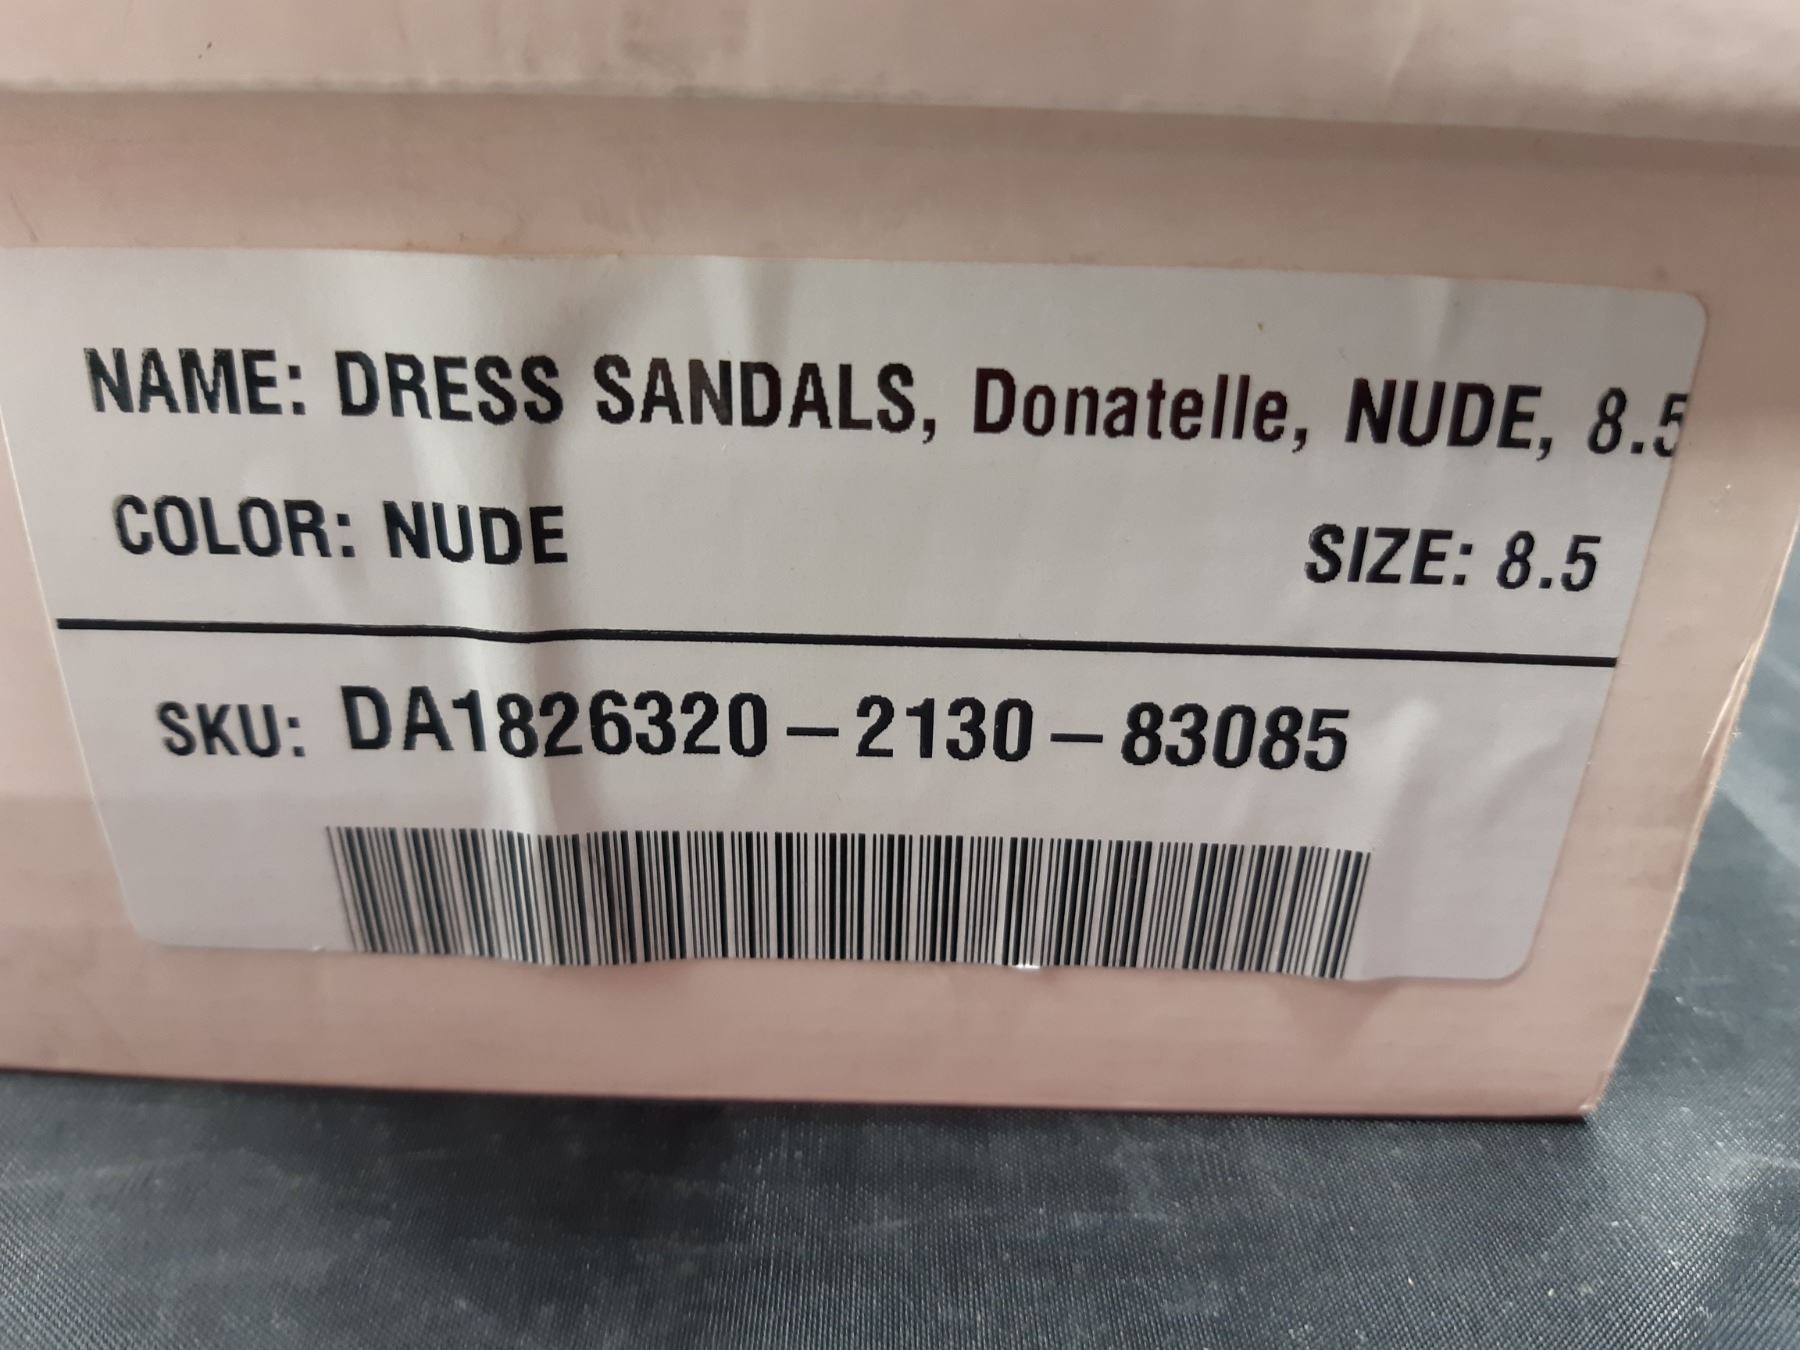 NAME: DRESS SANDALS, Donatelle, NUDE, 8.5
COLOR: NUDE SIZE: 8.5
SKU: DA1826320-2130-83085